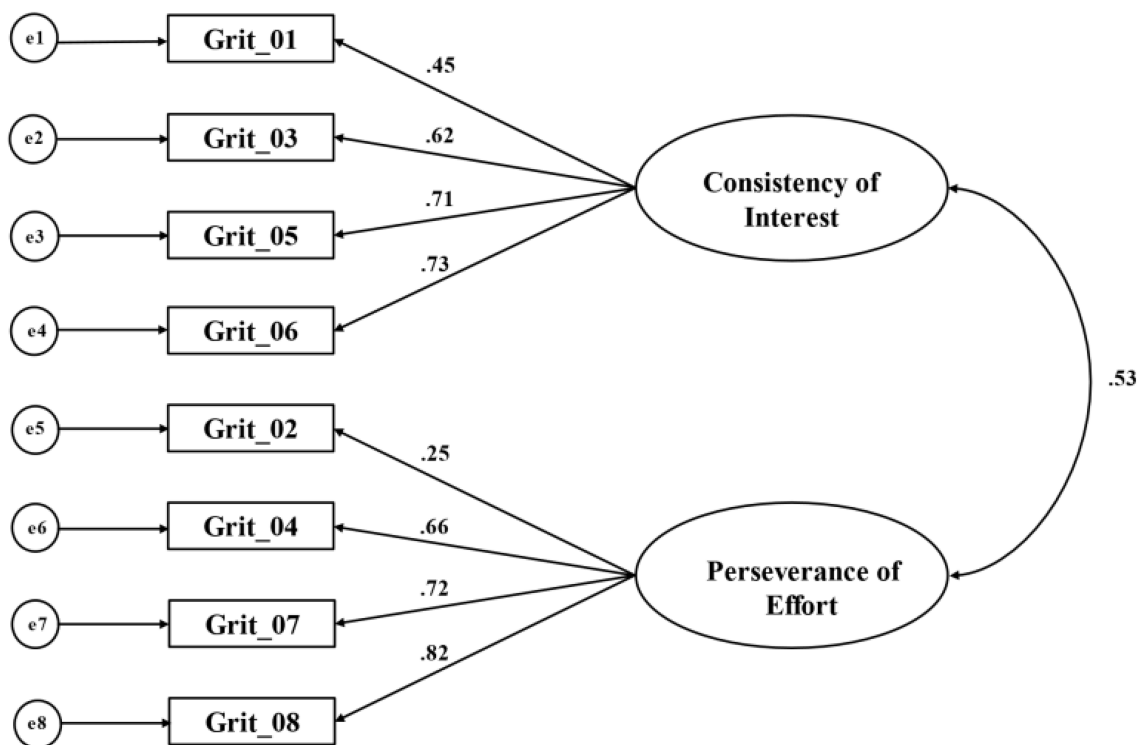 e1
Grit_01
.45
e2
Grit_03
.62
Consistency of
Interest
e3
Grit_05
.71
e4
Grit_06
.73
.53
e5
Grit_02
.25
e6
Grit_04
.66
Perseverance of
Effort
e7
Grit_07
.72
e8
Grit_08
.82